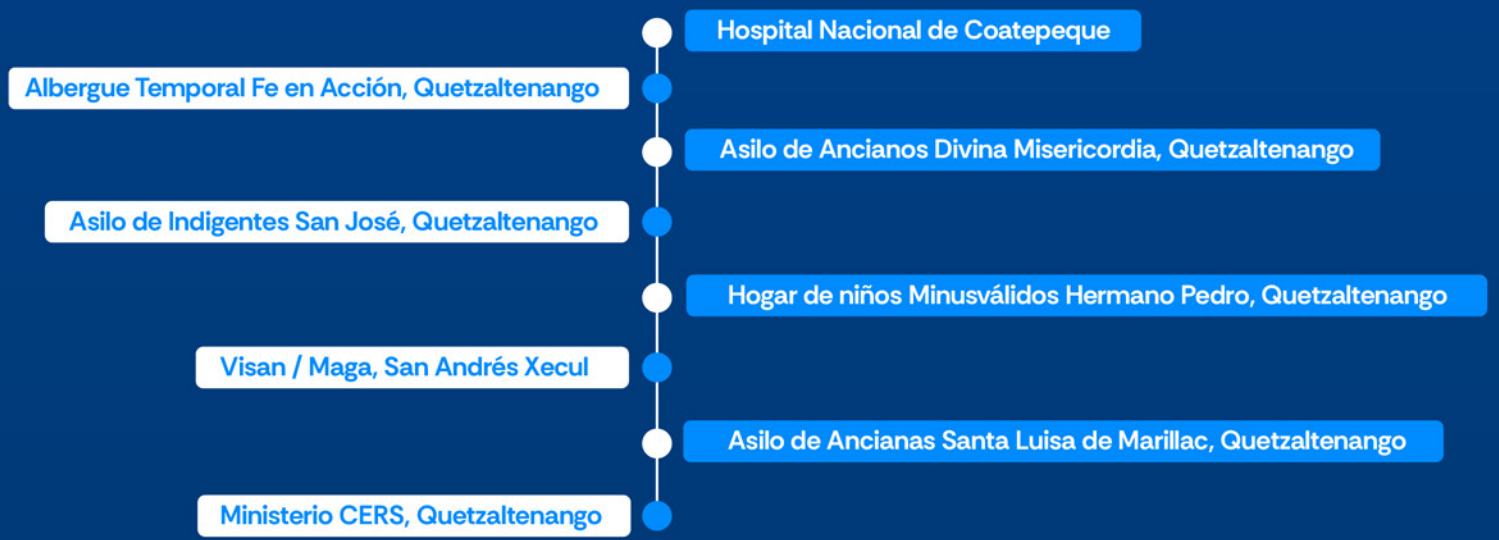 Hospital Nacional de Coatepeque
Albergue Temporal Fe en Acción, Quetzaltenango
Asilo de Ancianos Divina Misericordia, Quetzaltenango
Asilo de Indigentes San José, Quetzaltenango
Hogar de niños Minusválidos Hermano Pedro, Quetzaltenango
Visan / Maga, San Andrés Xecul
Asilo de Ancianas Santa Luisa de Marillac, Quetzaltenango
Ministerio CERS, Quetzaltenango